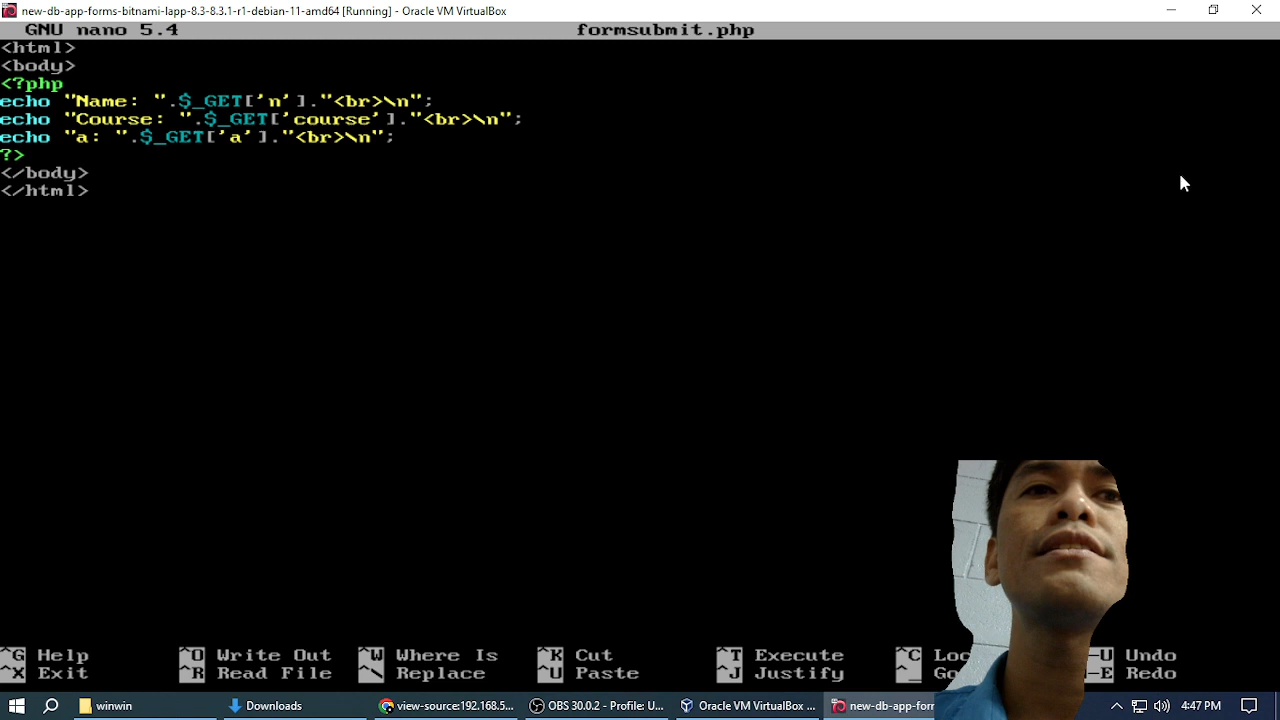 new-db-app-forms-bitnami-lapp-8.3-8.3.1-r1-debian-11-amd64 [Running] - Oracle VM VirtualBox
GNU nano 5.4 formsubmit.php
<html>
<body>
<?php
echo "Name: ".$_GET['n']."<br>\n";
echo "Course: ".$_GET['course']."<br>\n";
echo "a: ".$_GET['a']."<br>\n";
?>
</body>
</html>
^G Help ^O Write Out ^W Where Is ^K Cut ^T Execute ^C Loc -U Undo
^X Exit ^R Read File ^\ Replace ^U Paste ^J Justify ^_ Go -E Redo
winwin Downloads view-source:192.168.5... OBS 30.0.2 - Profile: U... Oracle VM VirtualBox ... new-db-app-form 4:47 PM